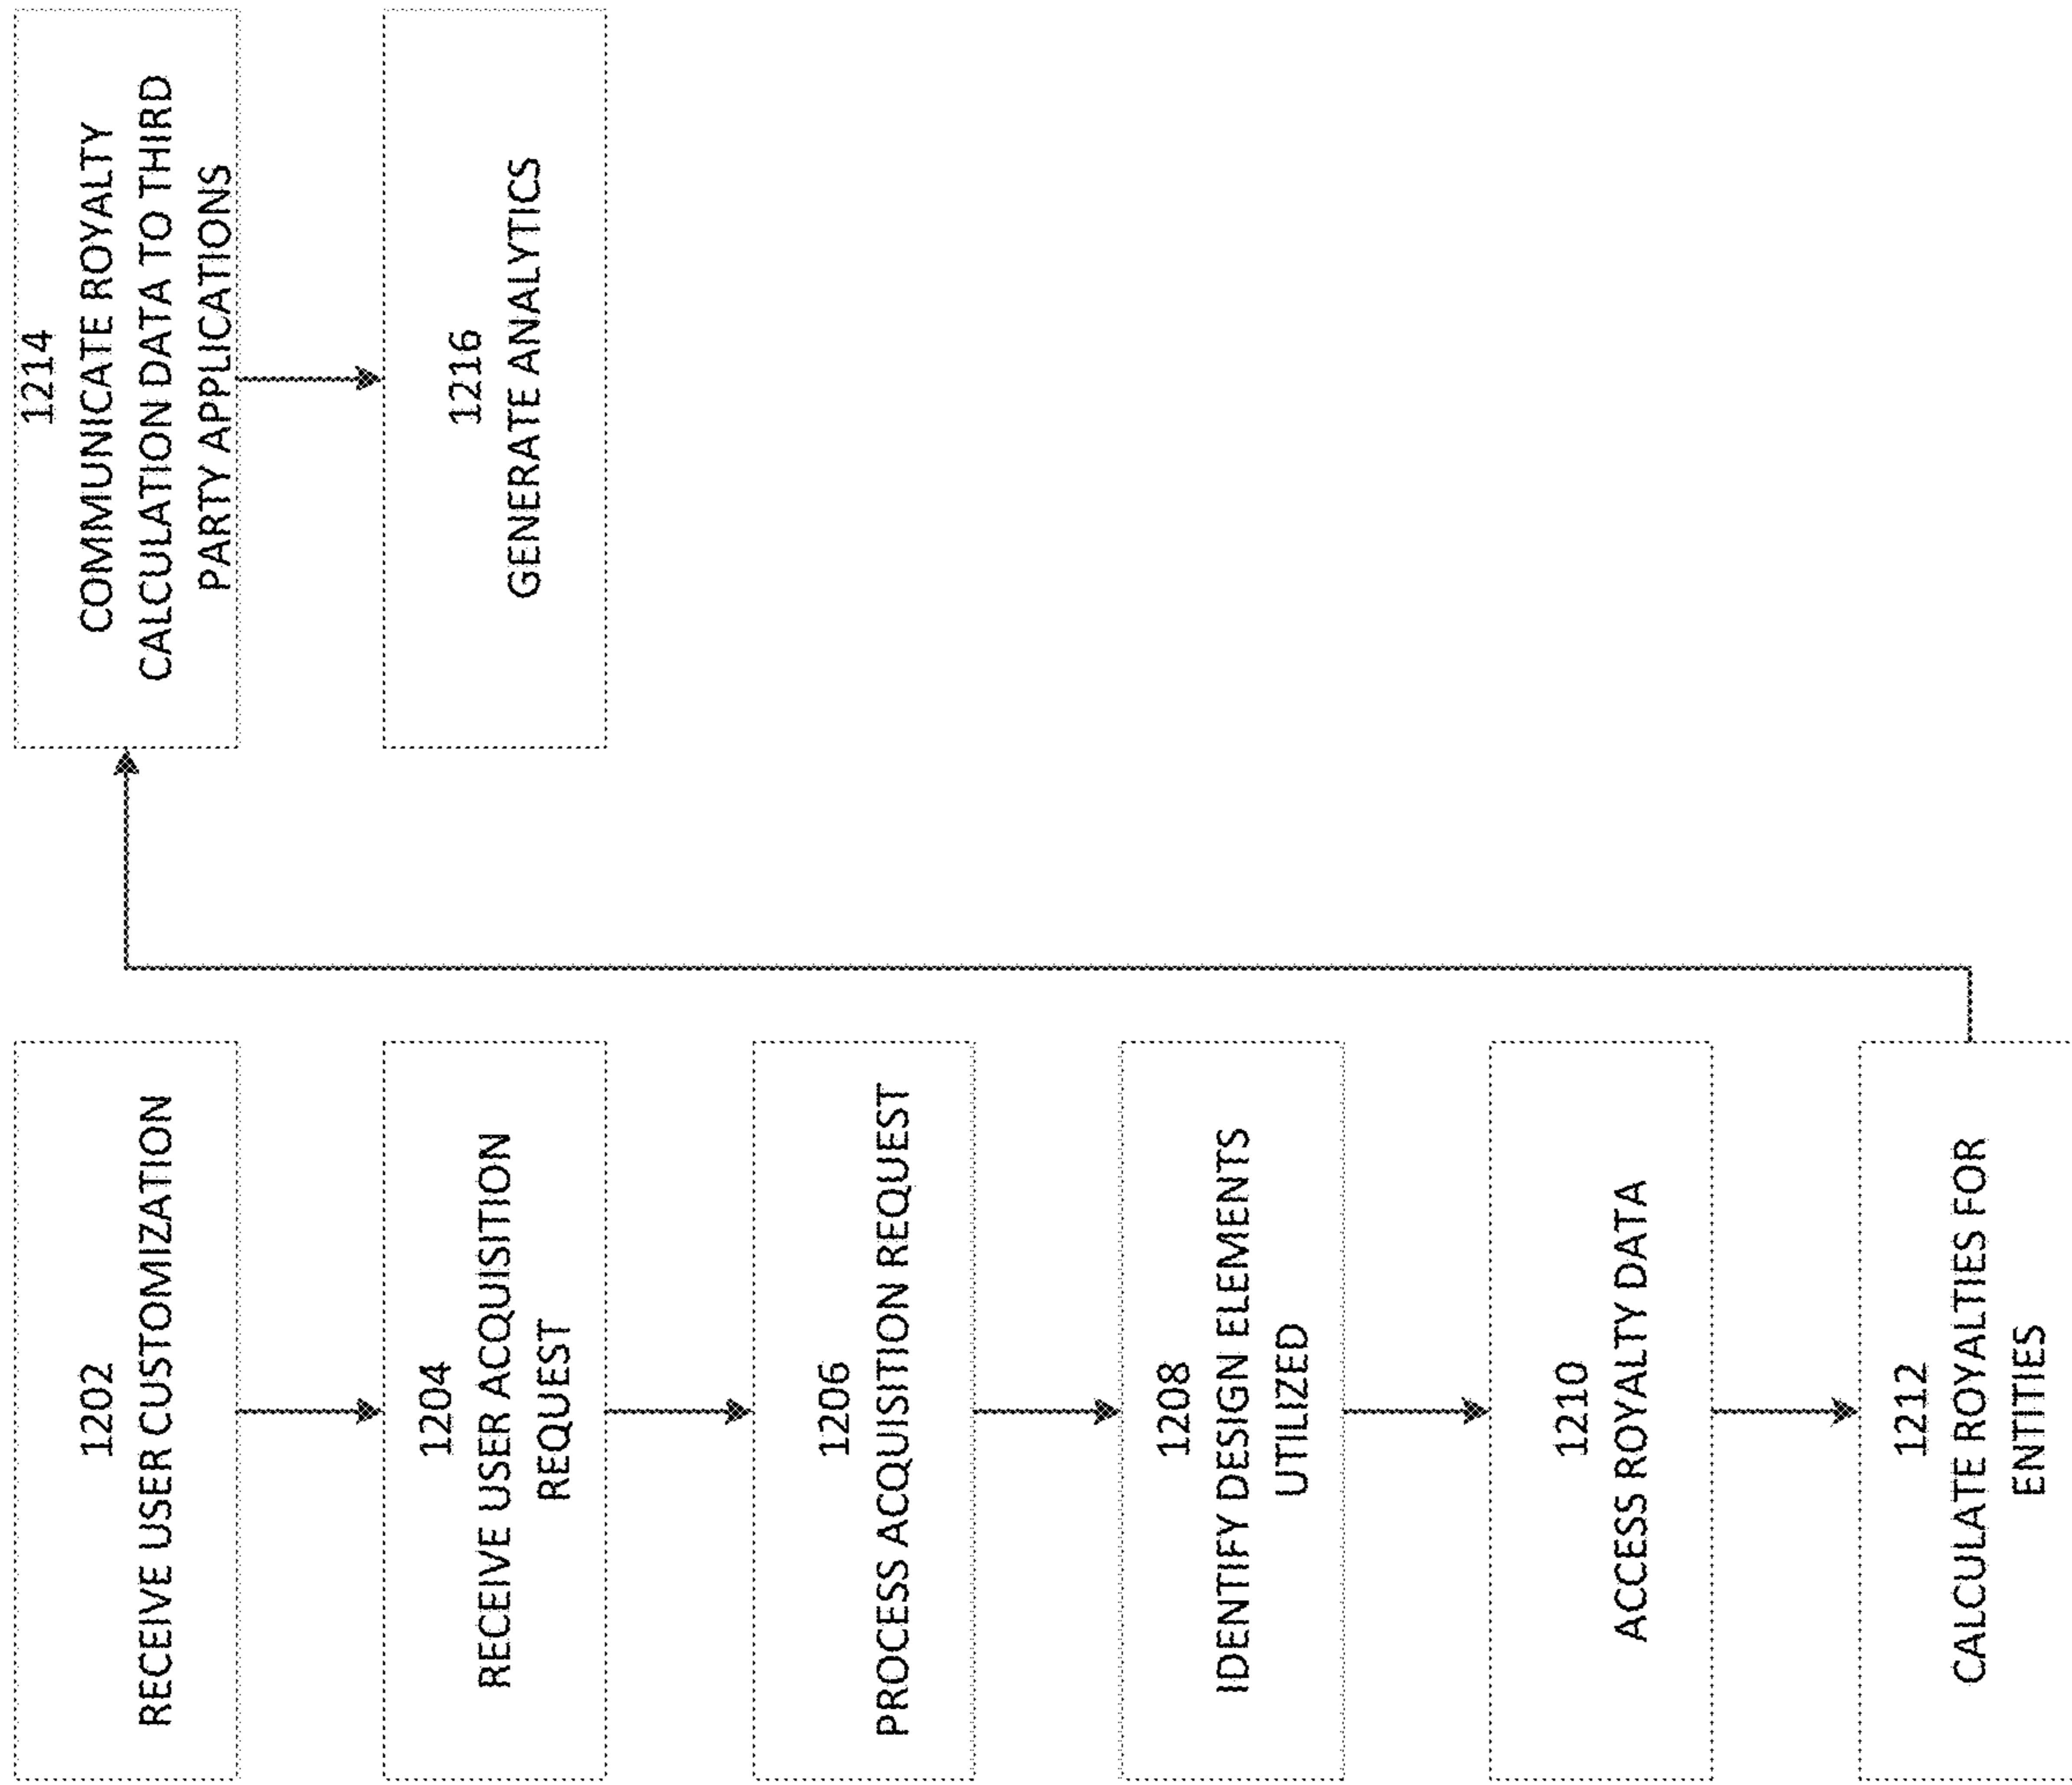 1202
RECEIVE USER CUSTOMIZATION
1204
RECEIVE USER ACQUISITION
REQUEST
1206
PROCESS ACQUISITION REQUEST
1208
IDENTIFY DESIGN ELEMENTS
UTILIZED
1210
ACCESS ROYALTY DATA
1212
CALCULATE ROYALTIES FOR
ENTITIES
1214
COMMUNICATE ROYALTY
CALCULATION DATA TO THIRD
PARTY APPLICATIONS
1216
GENERATE ANALYTICS